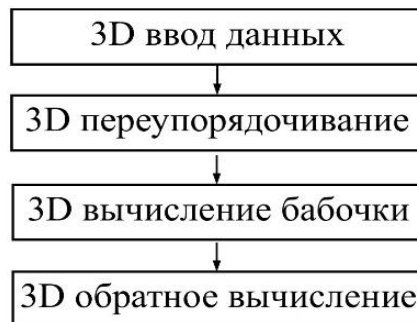 3D ввод данных
3D переупорядочивание
3D вычисление бабочки
3D обратное вычисление